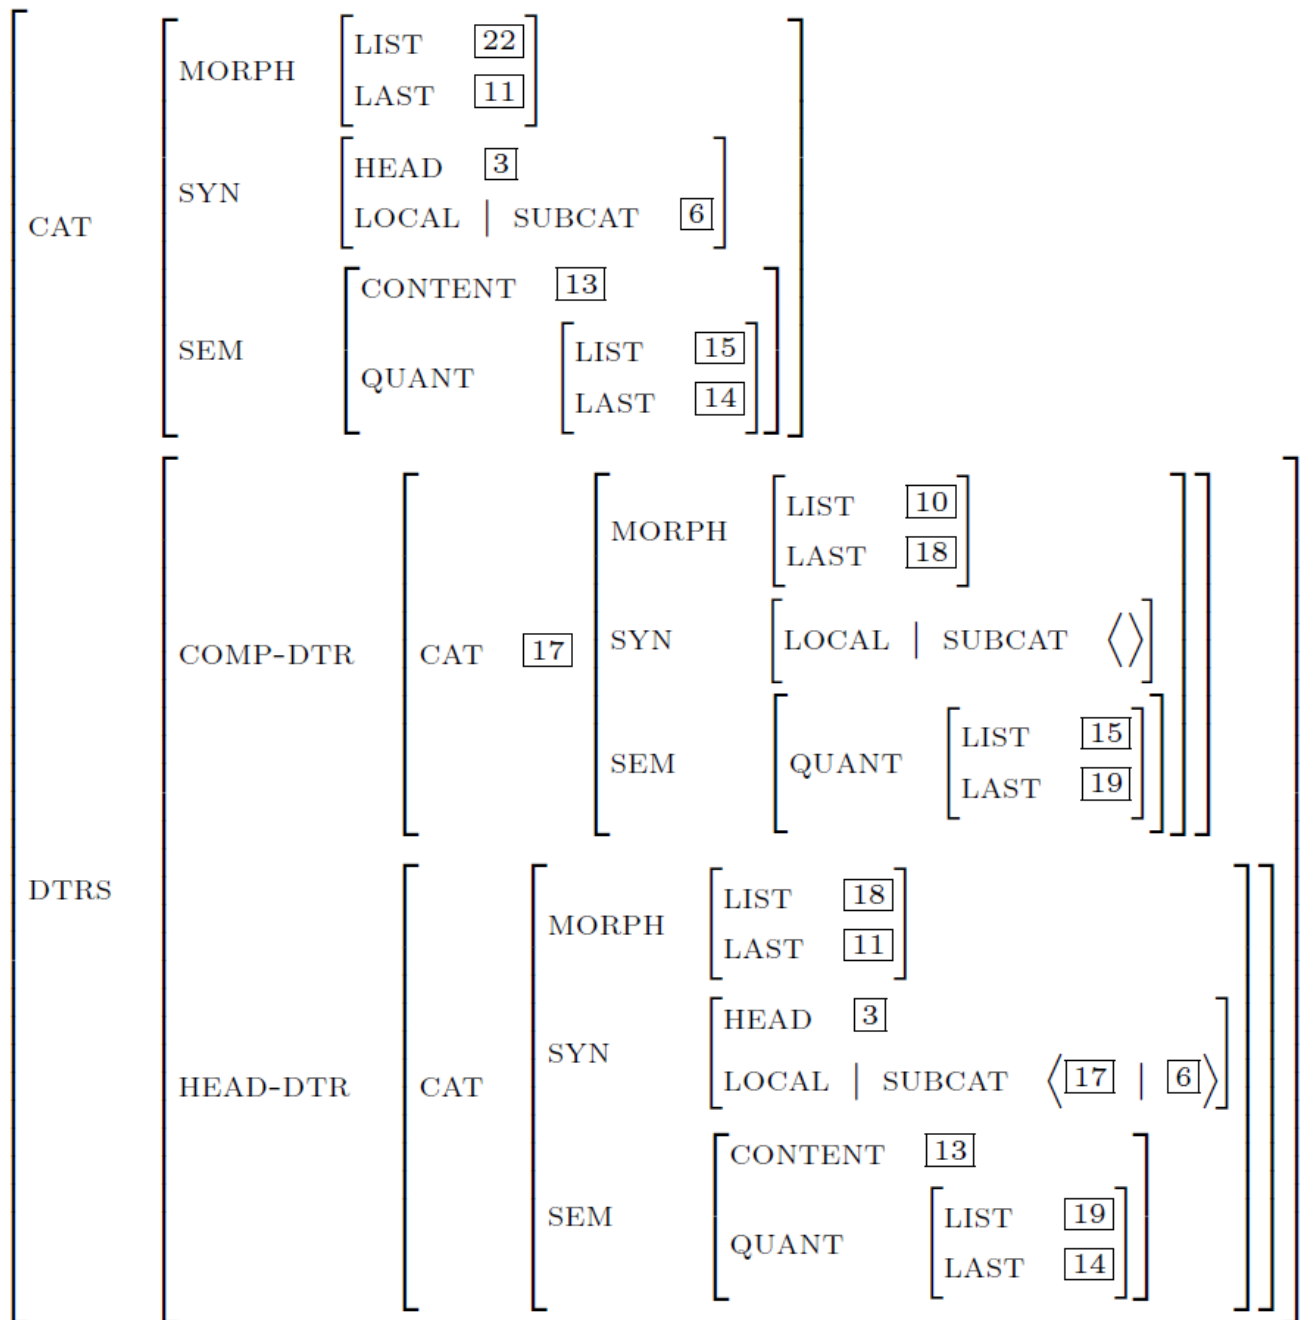 LIST 22
MORPH
LAST 11
HEAD 3
SYN
LOCAL | SUBCAT 6
CAT
CONTENT 13
SEM
LIST 15
QUANT
LAST 14
LIST 10
MORPH
LAST 18
COMP-DTR CAT 17 SYN LOCAL | SUBCAT ⟨⟩
LIST 15
SEM QUANT
LAST 19
DTRS
LIST 18
MORPH
LAST 11
HEAD 3
SYN
HEAD-DTR CAT LOCAL | SUBCAT ⟨17 | 6⟩
CONTENT 13
SEM
LIST 19
QUANT
LAST 14